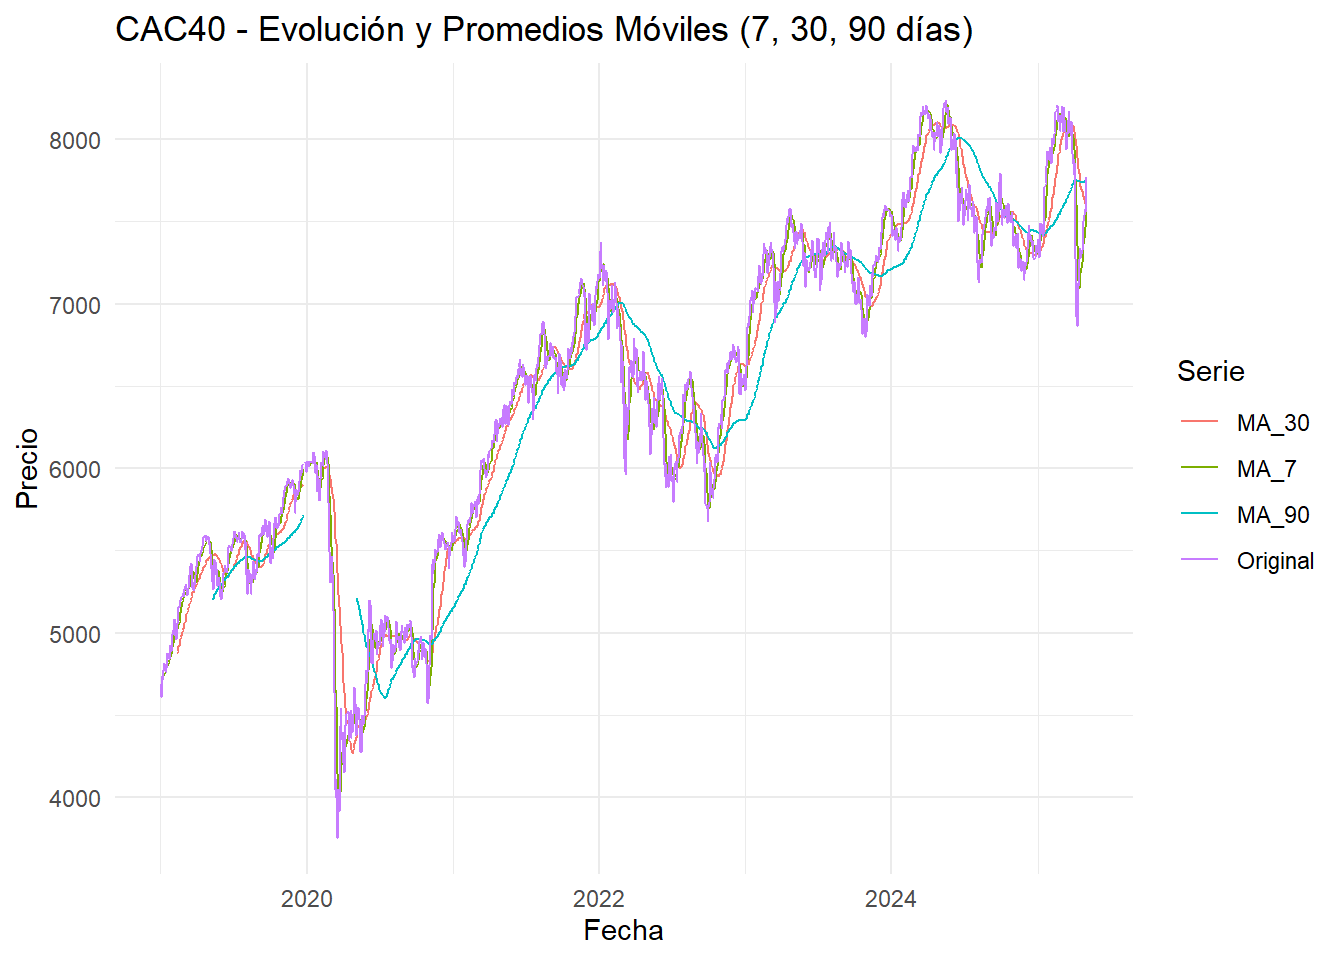 CAC40 - Evolución y Promedios Móviles (7, 30, 90 días)
8000
7000
6000
5000
4000
Precio
2020
2022
2024
Fecha
Serie
MA_30
MA_7
MA_90
Original